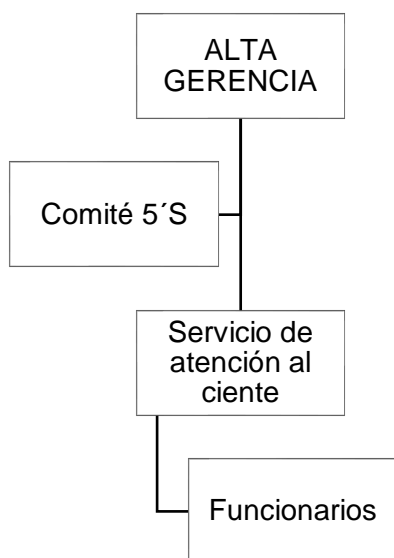 ALTA
GERENCIA
Comité 5´S
Servicio de
atención al
ciente
Funcionarios